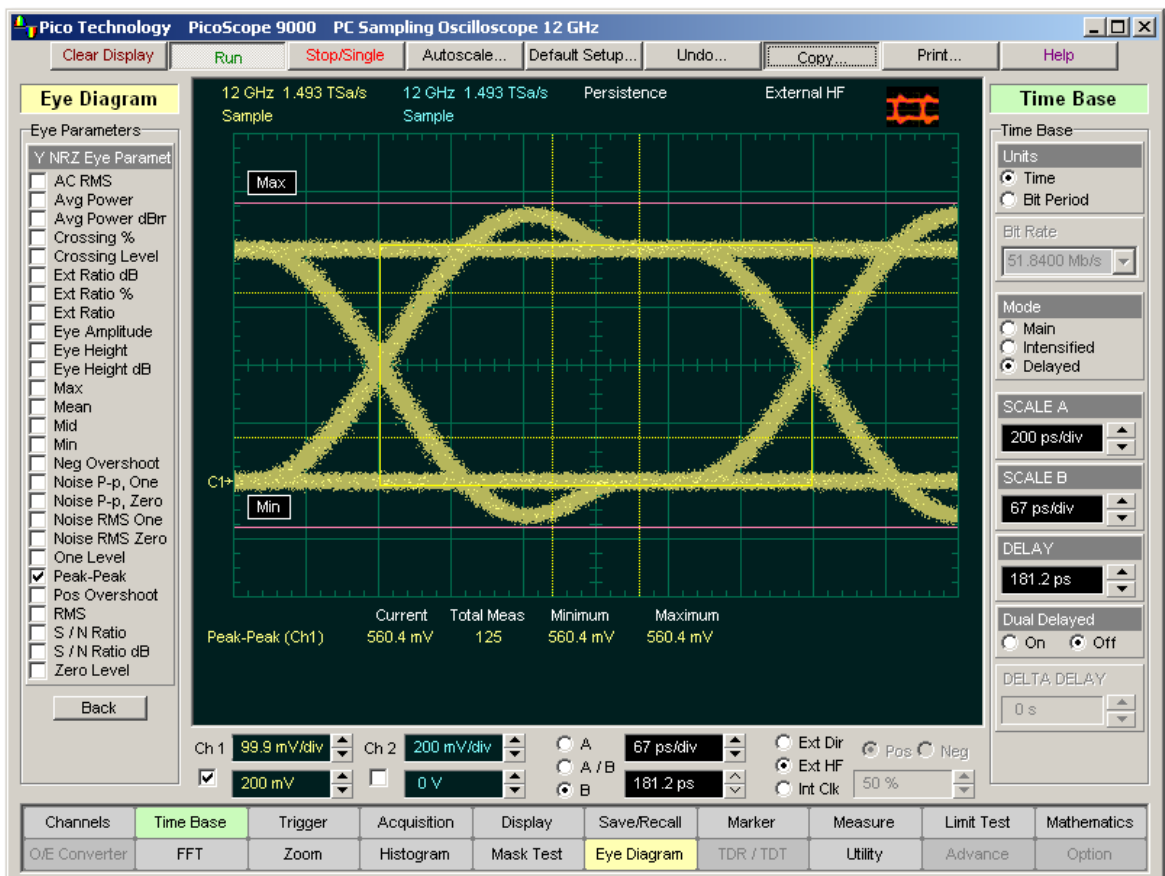 Pico Technology PicoScope 9000 PC Sampling Oscilloscope 12 GHz
Clear Display Run Stop/Single Autoscale... Default Setup... Undo... Copy... Print... Help
Eye Diagram
Eye Parameters
Y NRZ Eye Paramet
AC RMS
Avg Power
Avg Power dBm
Crossing %
Crossing Level
Ext Ratio dB
Ext Ratio %
Ext Ratio
Eye Amplitude
Eye Height
Eye Height dB
Max
Mean
Mid
Min
Neg Overshoot
Noise P-p, One
Noise P-p, Zero
Noise RMS One
Noise RMS Zero
One Level
Peak-Peak
Pos Overshoot
RMS
S / N Ratio
S / N Ratio dB
Zero Level
Back
12 GHz 1.493 TSa/s 12 GHz 1.493 TSa/s Persistence External HF
Sample Sample
Max
C1
Min
Current Total Meas Minimum Maximum
Peak-Peak (Ch1) 560.4 mV 125 560.4 mV 560.4 mV
Time Base
Time Base
Units
Time
Bit Period
Bit Rate
51.8400 Mb/s
Mode
Main
Intensified
Delayed
SCALE A
200 ps/div
SCALE B
67 ps/div
DELAY
181.2 ps
Dual Delayed
On Off
DELTA DELAY
0 s
Ch 1 99.9 mV/div Ch 2 200 mV/div A 67 ps/div Ext Dir Pos Neg
A / B Ext HF
200 mV 0 V B 181.2 ps Int Clk 50 %
Channels Time Base Trigger Acquisition Display Save/Recall Marker Measure Limit Test Mathematics
O/E Converter FFT Zoom Histogram Mask Test Eye Diagram TDR / TDT Utility Advance Option